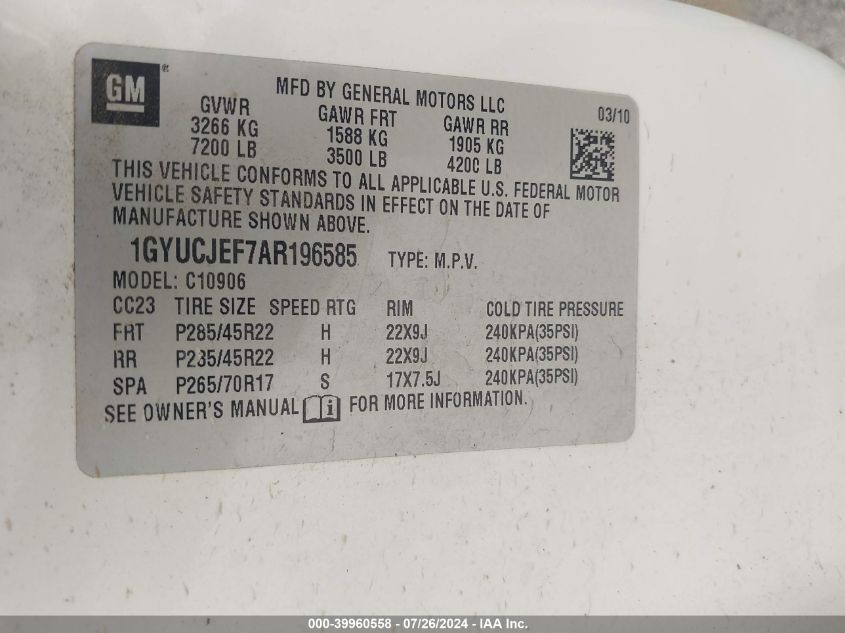 GM®
MFD BY GENERAL MOTORS LLC
03/10
GVWR GAWR FRT GAWR RR
3266 KG 1588 KG 1905 KG
7200 LB 3500 LB 4200 LB
THIS VEHICLE CONFORMS TO ALL APPLICABLE U.S. FEDERAL MOTOR
VEHICLE SAFETY STANDARDS IN EFFECT ON THE DATE OF
MANUFACTURE SHOWN ABOVE.
1GYUCJEF7AR196585 TYPE: M.P.V.
MODEL: C10906
CC23 TIRE SIZE SPEED RTG RIM COLD TIRE PRESSURE
FRT P285/45R22 H 22X9J 240KPA(35PSI)
RR P285/45R22 H 22X9J 240KPA(35PSI)
SPA P265/70R17 S 17X7.5J 240KPA(35PSI)
SEE OWNER'S MANUAL i FOR MORE INFORMATION.
000-39960558 - 07/26/2024 - IAA Inc.